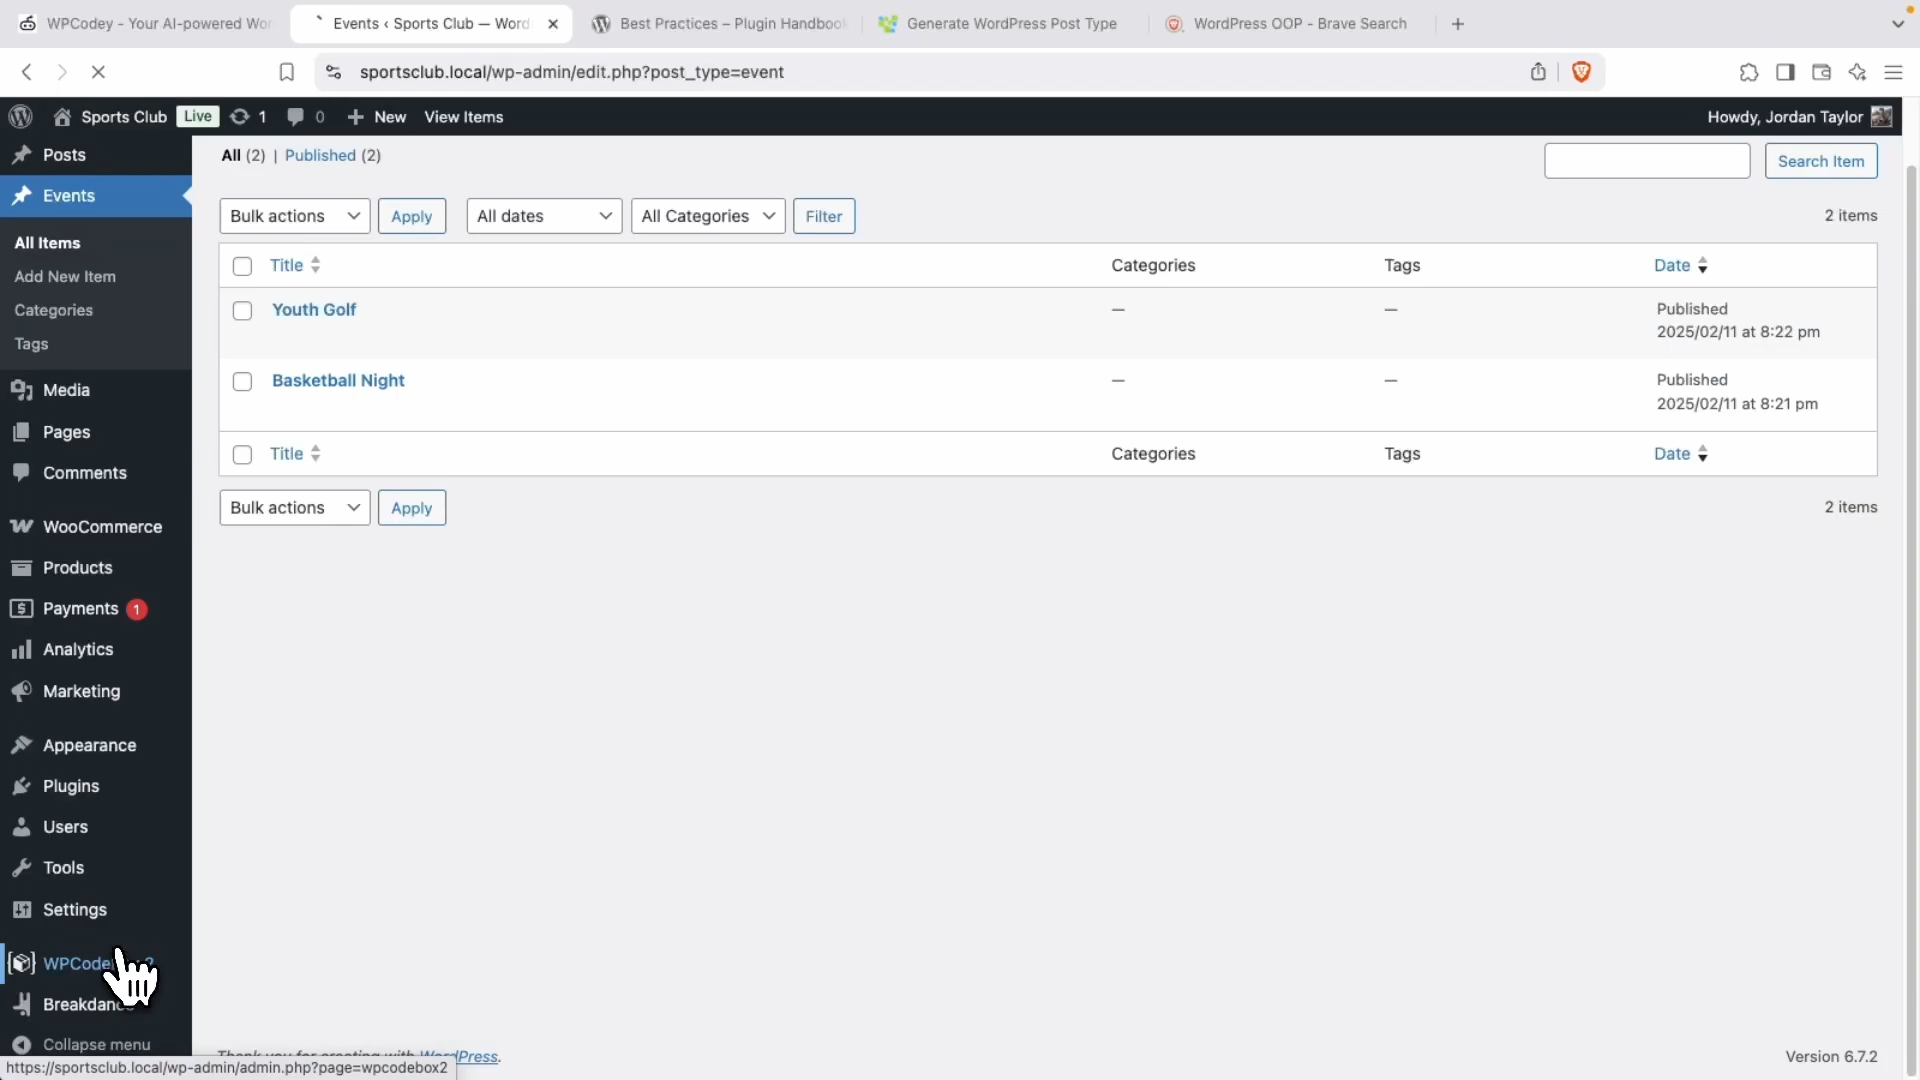 WPCodey - Your AI-powered Wor
Events ‹ Sports Club — Word
Best Practices – Plugin Handbook
Generate WordPress Post Type
WordPress OOP - Brave Search
sportsclub.local/wp-admin/edit.php?post_type=event
Sports Club
Live
1
0
New
View Items
Howdy, Jordan Taylor
Posts
Events
All Items
Add New Item
Categories
Tags
Media
Pages
Comments
WooCommerce
Products
Payments 1
Analytics
Marketing
Appearance
Plugins
Users
Tools
Settings
Collapse menu
All (2) | Published (2)
Search Item
Bulk actions
Apply
All dates
All Categories
Filter
2 items
Title
Categories
Tags
Date
Youth Golf
—
—
Published
2025/02/11 at 8:22 pm
Basketball Night
—
—
Published
2025/02/11 at 8:21 pm
Title
Categories
Tags
Date
Bulk actions
Apply
2 items
Thank you for creating with WordPress.
Version 6.7.2
https://sportsclub.local/wp-admin/admin.php?page=wpcodebox2